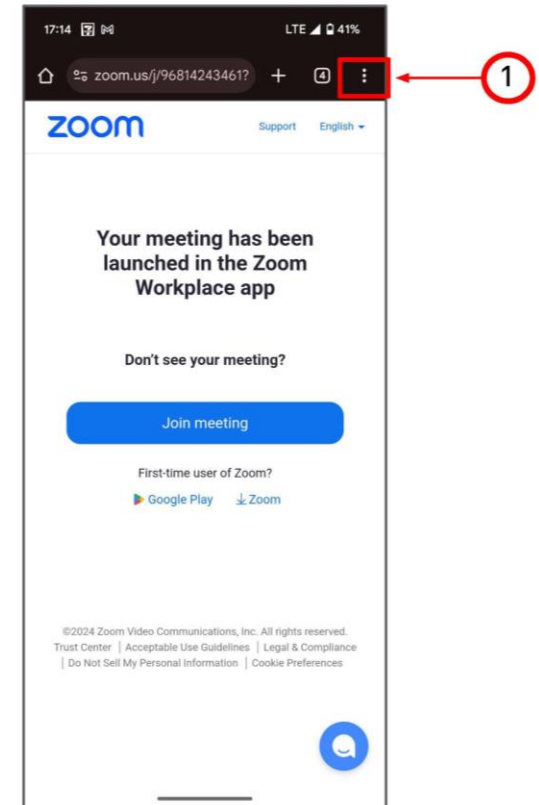 17:14 LTE 41%
zoom.us/j/96814243461? + 4
1
zoom Support English
Your meeting has been
launched in the Zoom
Workplace app
Don't see your meeting?
Join meeting
First-time user of Zoom?
Google Play Zoom
©2024 Zoom Video Communications, Inc. All rights reserved.
Trust Center | Acceptable Use Guidelines | Legal & Compliance
| Do Not Sell My Personal Information | Cookie Preferences